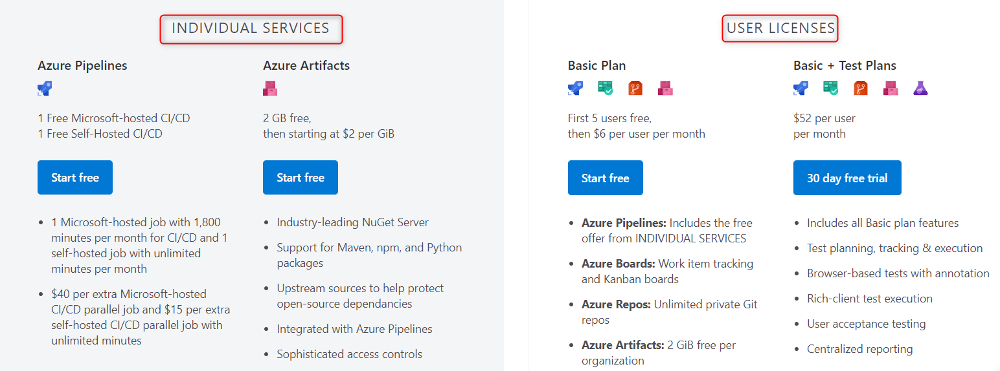 INDIVIDUAL SERVICES
Azure Pipelines
1 Free Microsoft-hosted CI/CD
1 Free Self-Hosted CI/CD
Start free
• 1 Microsoft-hosted job with 1,800
minutes per month for CI/CD and 1
self-hosted job with unlimited
minutes per month
• $40 per extra Microsoft-hosted
CI/CD parallel job and $15 per extra
self-hosted CI/CD parallel job with
unlimited minutes
Azure Artifacts
2 GB free,
then starting at $2 per GiB
Start free
• Industry-leading NuGet Server
• Support for Maven, npm, and Python
packages
• Upstream sources to help protect
open-source dependancies
• Integrated with Azure Pipelines
• Sophisticated access controls
USER LICENSES
Basic Plan
First 5 users free,
then $6 per user per month
Start free
• Azure Pipelines: Includes the free
offer from INDIVIDUAL SERVICES
• Azure Boards: Work item tracking
and Kanban boards
• Azure Repos: Unlimited private Git
repos
• Azure Artifacts: 2 GiB free per
organization
Basic + Test Plans
$52 per user
per month
30 day free trial
• Includes all Basic plan features
• Test planning, tracking & execution
• Browser-based tests with annotation
• Rich-client test execution
• User acceptance testing
• Centralized reporting